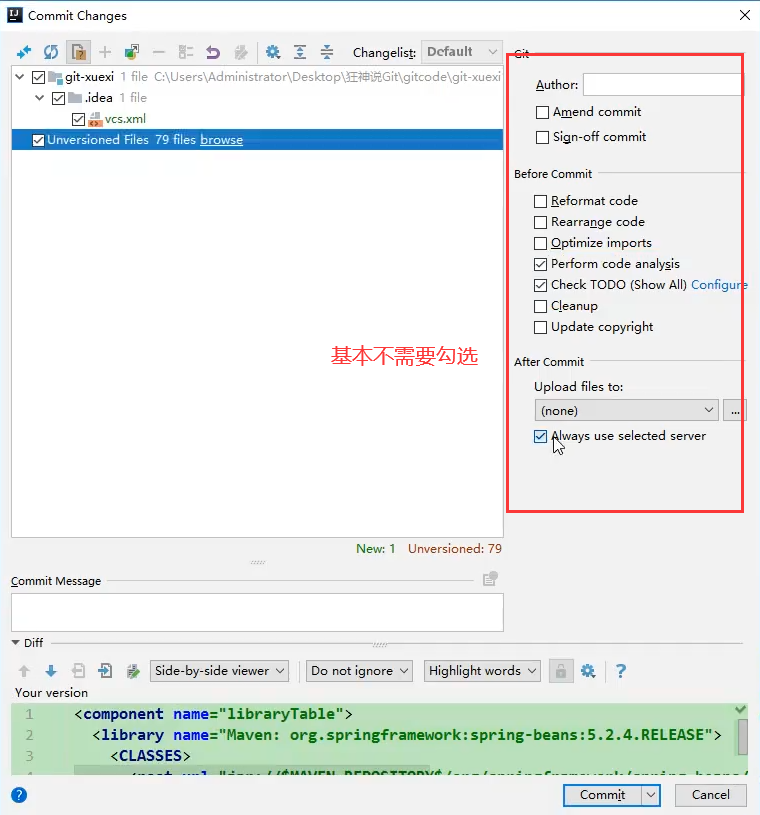 Commit Changes
Changelist: Default
git-xuexi 1 file C:\Users\Administrator\Desktop\狂神说Git\gitcode\git-xuexi
.idea 1 file
vcs.xml
Unversioned Files 79 files browse
Git
Author:
Amend commit
Sign-off commit
Before Commit
Reformat code
Rearrange code
Optimize imports
Perform code analysis
Check TODO (Show All) Configure
Cleanup
Update copyright
基本不需要勾选
After Commit
Upload files to:
(none) ...
Always use selected server
New: 1 Unversioned: 79
Commit Message
Diff
Side-by-side viewer Do not ignore Highlight words ?
Your version
1 <component name="libraryTable">
2 <library name="Maven: org.springframework:spring-beans:5.2.4.RELEASE">
3 <CLASSES>
? Commit Cancel